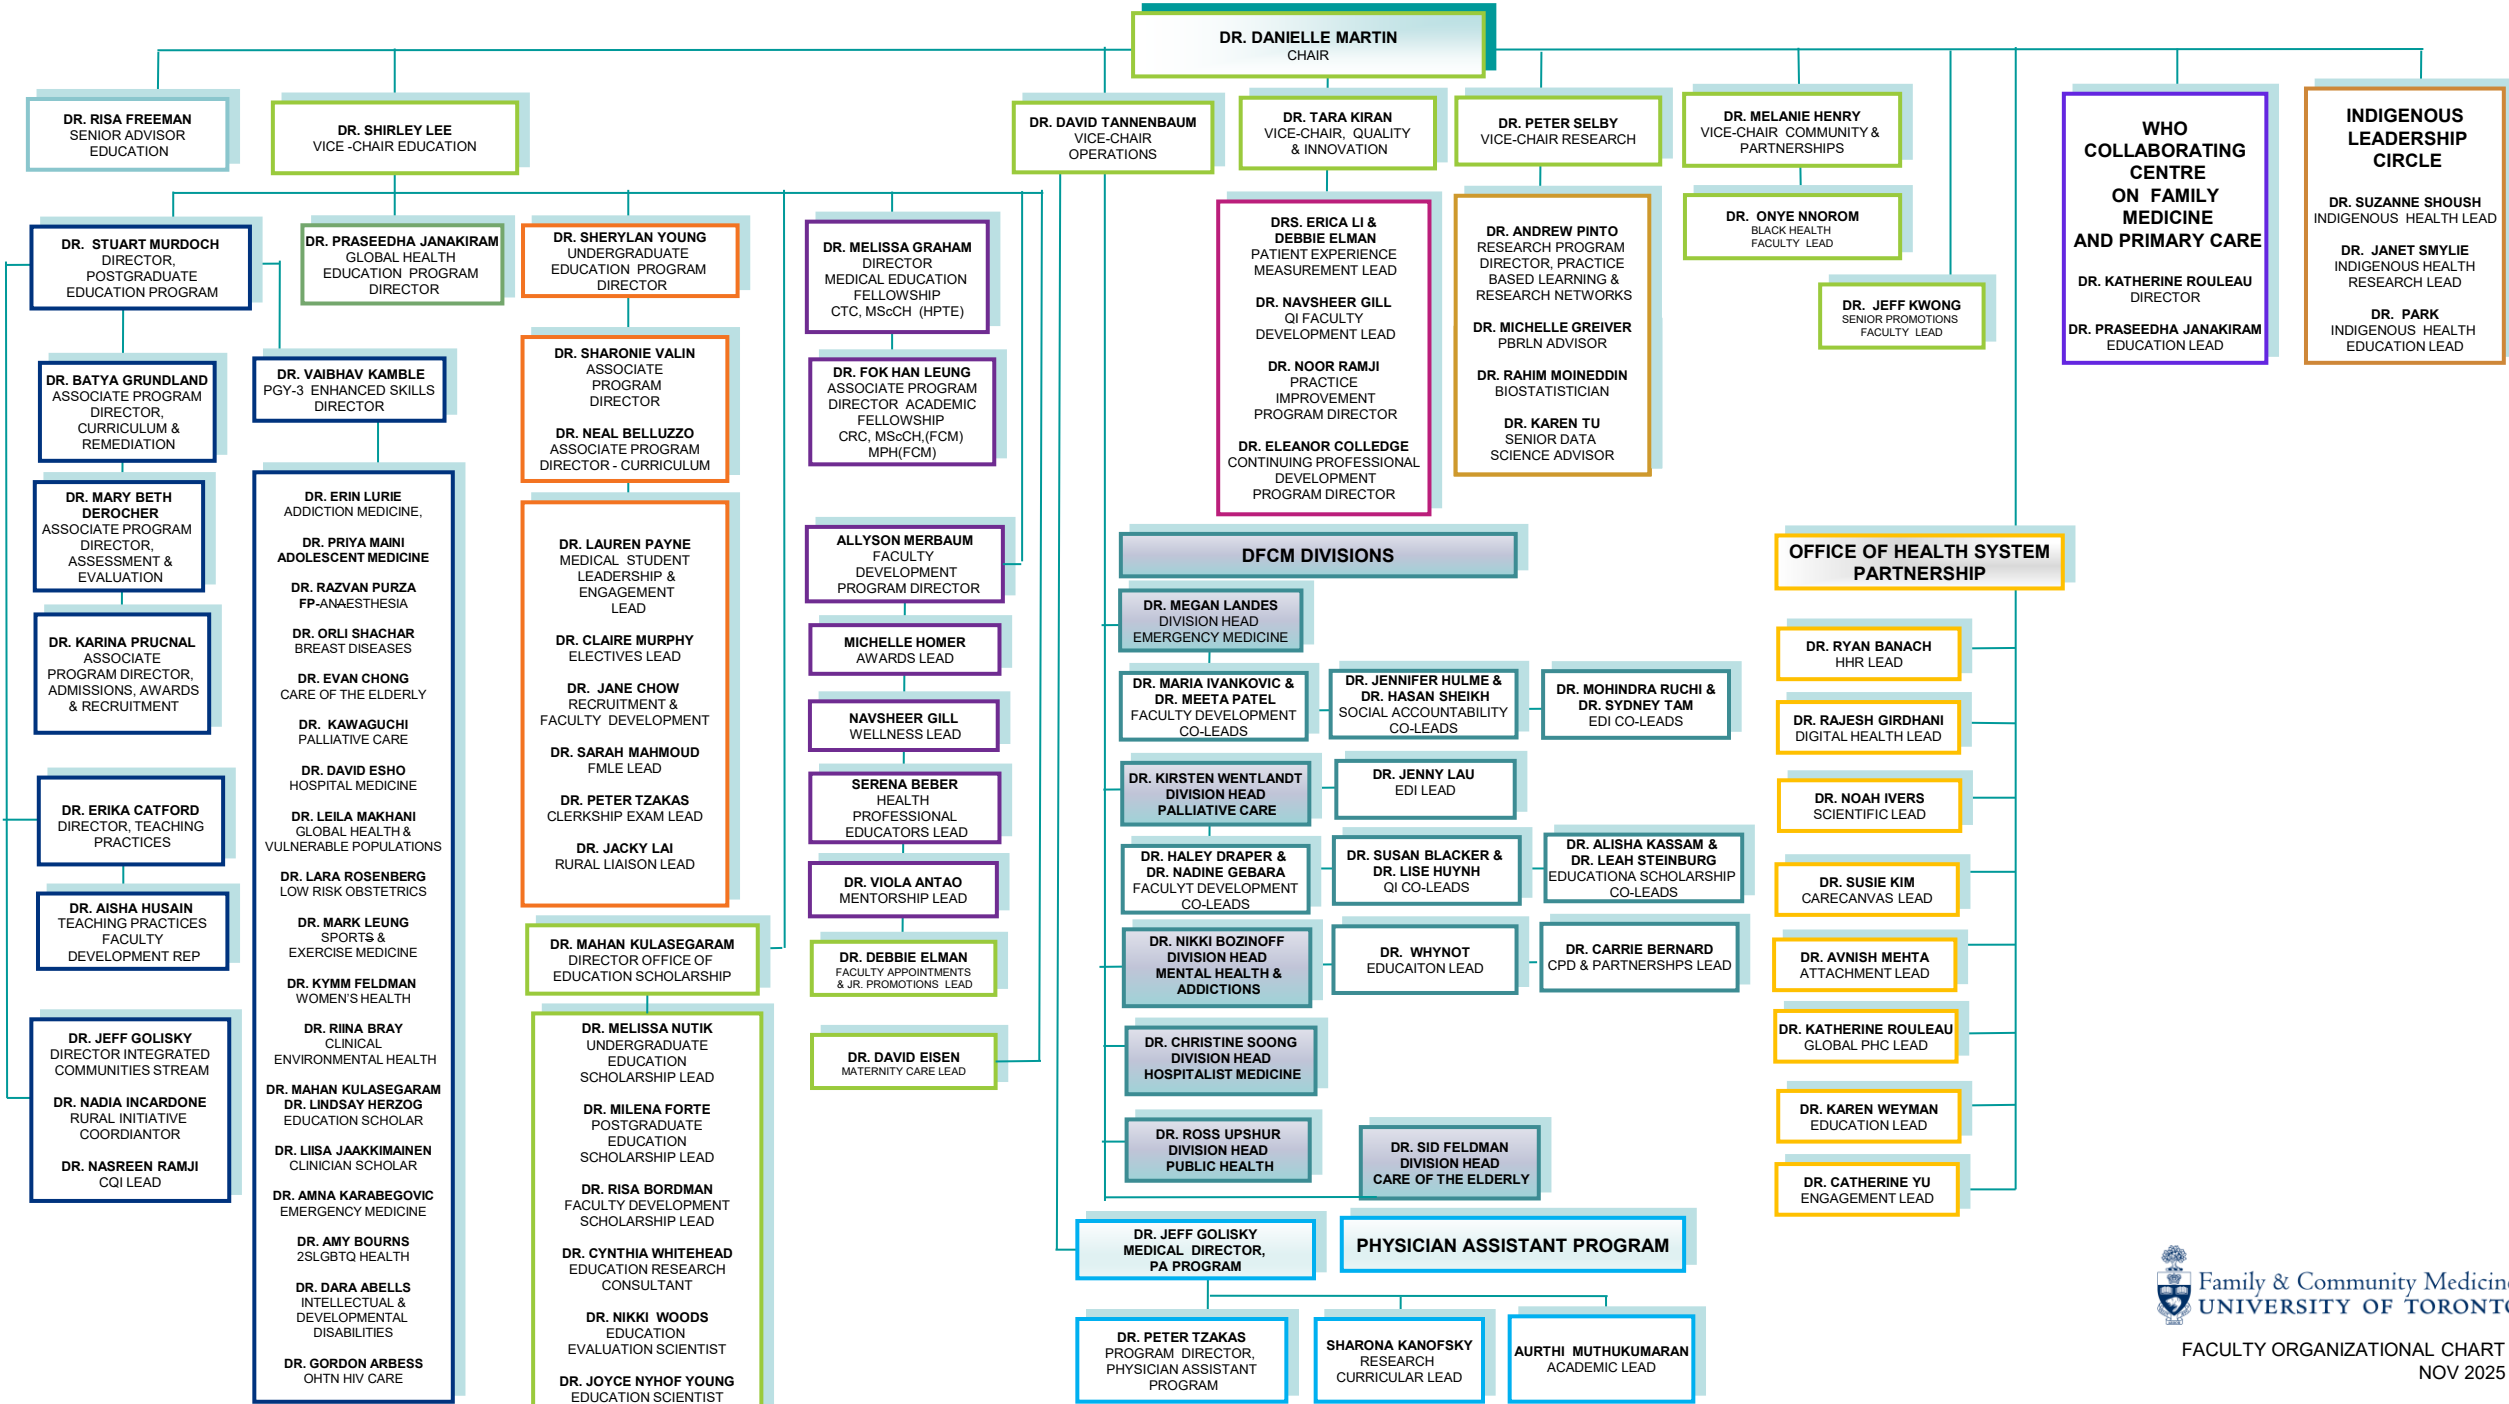 DR. DANIELLE MARTIN
CHAIR
DR. RISA FREEMAN
SENIOR ADVISOR
EDUCATION
DR. SHIRLEY LEE
VICE -CHAIR EDUCATION
DR. DAVID TANNENBAUM
VICE-CHAIR
OPERATIONS
DR. TARA KIRAN
VICE-CHAIR, QUALITY
& INNOVATION
DR. PETER SELBY
VICE-CHAIR RESEARCH
DR. MELANIE HENRY
VICE-CHAIR COMMUNITY &
PARTNERSHIPS
DR. ONYE NNOROM
BLACK HEALTH
FACULTY LEAD
DR. JEFF KWONG
SENIOR PROMOTIONS
FACULTY LEAD
WHO
COLLABORATING
CENTRE
ON FAMILY
MEDICINE
AND PRIMARY CARE
DR. KATHERINE ROULEAU
DIRECTOR
DR. PRASEEDHA JANAKIRAM
EDUCATION LEAD
INDIGENOUS
LEADERSHIP
CIRCLE
DR. SUZANNE SHOUSH
INDIGENOUS HEALTH LEAD
DR. JANET SMYLIE
INDIGENOUS HEALTH
RESEARCH LEAD
DR. PARK
INDIGENOUS HEALTH
EDUCATION LEAD
DR. STUART MURDOCH
DIRECTOR,
POSTGRADUATE
EDUCATION PROGRAM
DR. PRASEEDHA JANAKIRAM
GLOBAL HEALTH
EDUCATION PROGRAM
DIRECTOR
DR. SHERYLAN YOUNG
UNDERGRADUATE
EDUCATION PROGRAM
DIRECTOR
DR. MELISSA GRAHAM
DIRECTOR
MEDICAL EDUCATION
FELLOWSHIP
CTC, MScCH (HPTE)
DRS. ERICA LI &
DEBBIE ELMAN
PATIENT EXPERIENCE
MEASUREMENT LEAD
DR. NAVSHEER GILL
QI FACULTY
DEVELOPMENT LEAD
DR. NOOR RAMJI
PRACTICE
IMPROVEMENT
PROGRAM DIRECTOR
DR. ELEANOR COLLEDGE
CONTINUING PROFESSIONAL
DEVELOPMENT
PROGRAM DIRECTOR
DR. ANDREW PINTO
RESEARCH PROGRAM
DIRECTOR, PRACTICE
BASED LEARNING &
RESEARCH NETWORKS
DR. MICHELLE GREIVER
PBRLN ADVISOR
DR. RAHIM MOINEDDIN
BIOSTATISTICIAN
DR. KAREN TU
SENIOR DATA
SCIENCE ADVISOR
DR. BATYA GRUNDLAND
ASSOCIATE PROGRAM
DIRECTOR,
CURRICULUM &
REMEDIATION
DR. VAIBHAV KAMBLE
PGY-3 ENHANCED SKILLS
DIRECTOR
DR. SHARONIE VALIN
ASSOCIATE
PROGRAM
DIRECTOR
DR. NEAL BELLUZZO
ASSOCIATE PROGRAM
DIRECTOR - CURRICULUM
DR. FOK HAN LEUNG
ASSOCIATE PROGRAM
DIRECTOR ACADEMIC
FELLOWSHIP
CRC, MScCH,(FCM)
MPH(FCM)
DR. MARY BETH
DEROCHER
ASSOCIATE PROGRAM
DIRECTOR,
ASSESSMENT &
EVALUATION
DR. KARINA PRUCNAL
ASSOCIATE
PROGRAM DIRECTOR,
ADMISSIONS, AWARDS
& RECRUITMENT
DR. ERIKA CATFORD
DIRECTOR, TEACHING
PRACTICES
DR. AISHA HUSAIN
TEACHING PRACTICES
FACULTY
DEVELOPMENT REP
DR. JEFF GOLISKY
DIRECTOR INTEGRATED
COMMUNITIES STREAM
DR. NADIA INCARDONE
RURAL INITIATIVE
COORDIANTOR
DR. NASREEN RAMJI
CQI LEAD
DR. ERIN LURIE
ADDICTION MEDICINE,
DR. PRIYA MAINI
ADOLESCENT MEDICINE
DR. RAZVAN PURZA
FP-ANAESTHESIA
DR. ORLI SHACHAR
BREAST DISEASES
DR. EVAN CHONG
CARE OF THE ELDERLY
DR. KAWAGUCHI
PALLIATIVE CARE
DR. DAVID ESHO
HOSPITAL MEDICINE
DR. LEILA MAKHANI
GLOBAL HEALTH &
VULNERABLE POPULATIONS
DR. LARA ROSENBERG
LOW RISK OBSTETRICS
DR. MARK LEUNG
SPORTS &
EXERCISE MEDICINE
DR. KYMM FELDMAN
WOMEN'S HEALTH
DR. RIINA BRAY
CLINICAL
ENVIRONMENTAL HEALTH
DR. MAHAN KULASEGARAM
DR. LINDSAY HERZOG
EDUCATION SCHOLAR
DR. LIISA JAAKKIMAINEN
CLINICIAN SCHOLAR
DR. AMNA KARABEGOVIC
EMERGENCY MEDICINE
DR. AMY BOURNS
2SLGBTQ HEALTH
DR. DARA ABELLS
INTELLECTUAL &
DEVELOPMENTAL
DISABILITIES
DR. GORDON ARBESS
OHTN HIV CARE
DR. LAUREN PAYNE
MEDICAL STUDENT
LEADERSHIP &
ENGAGEMENT
LEAD
DR. CLAIRE MURPHY
ELECTIVES LEAD
DR. JANE CHOW
RECRUITMENT &
FACULTY DEVELOPMENT
DR. SARAH MAHMOUD
FMLE LEAD
DR. PETER TZAKAS
CLERKSHIP EXAM LEAD
DR. JACKY LAI
RURAL LIAISON LEAD
DR. MAHAN KULASEGARAM
DIRECTOR OFFICE OF
EDUCATION SCHOLARSHIP
DR. MELISSA NUTIK
UNDERGRADUATE
EDUCATION
SCHOLARSHIP LEAD
DR. MILENA FORTE
POSTGRADUATE
EDUCATION
SCHOLARSHIP LEAD
DR. RISA BORDMAN
FACULTY DEVELOPMENT
SCHOLARSHIP LEAD
DR. CYNTHIA WHITEHEAD
EDUCATION RESEARCH
CONSULTANT
DR. NIKKI WOODS
EDUCATION
EVALUATION SCIENTIST
DR. JOYCE NYHOF YOUNG
EDUCATION SCIENTIST
ALLYSON MERBAUM
FACULTY
DEVELOPMENT
PROGRAM DIRECTOR
MICHELLE HOMER
AWARDS LEAD
NAVSHEER GILL
WELLNESS LEAD
SERENA BEBER
HEALTH
PROFESSIONAL
EDUCATORS LEAD
DR. VIOLA ANTAO
MENTORSHIP LEAD
DR. DEBBIE ELMAN
FACULTY APPOINTMENTS
& JR. PROMOTIONS LEAD
DR. DAVID EISEN
MATERNITY CARE LEAD
DFCM DIVISIONS
DR. MEGAN LANDES
DIVISION HEAD
EMERGENCY MEDICINE
DR. MARIA IVANKOVIC &
DR. MEETA PATEL
FACULTY DEVELOPMENT
CO-LEADS
DR. JENNIFER HULME &
DR. HASAN SHEIKH
SOCIAL ACCOUNTABILITY
CO-LEADS
DR. MOHINDRA RUCHI &
DR. SYDNEY TAM
EDI CO-LEADS
DR. KIRSTEN WENTLANDT
DIVISION HEAD
PALLIATIVE CARE
DR. JENNY LAU
EDI LEAD
DR. HALEY DRAPER &
DR. NADINE GEBARA
FACULYT DEVELOPMENT
CO-LEADS
DR. SUSAN BLACKER &
DR. LISE HUYNH
QI CO-LEADS
DR. ALISHA KASSAM &
DR. LEAH STEINBURG
EDUCATIONA SCHOLARSHIP
CO-LEADS
DR. NIKKI BOZINOFF
DIVISION HEAD
MENTAL HEALTH &
ADDICTIONS
DR. WHYNOT
EDUCAITON LEAD
DR. CARRIE BERNARD
CPD & PARTNERSHPS LEAD
DR. CHRISTINE SOONG
DIVISION HEAD
HOSPITALIST MEDICINE
DR. ROSS UPSHUR
DIVISION HEAD
PUBLIC HEALTH
DR. SID FELDMAN
DIVISION HEAD
CARE OF THE ELDERLY
DR. JEFF GOLISKY
MEDICAL DIRECTOR,
PA PROGRAM
PHYSICIAN ASSISTANT PROGRAM
DR. PETER TZAKAS
PROGRAM DIRECTOR,
PHYSICIAN ASSISTANT
PROGRAM
SHARONA KANOFSKY
RESEARCH
CURRICULAR LEAD
AURTHI MUTHUKUMARAN
ACADEMIC LEAD
OFFICE OF HEALTH SYSTEM
PARTNERSHIP
DR. RYAN BANACH
HHR LEAD
DR. RAJESH GIRDHANI
DIGITAL HEALTH LEAD
DR. NOAH IVERS
SCIENTIFIC LEAD
DR. SUSIE KIM
CARECANVAS LEAD
DR. AVNISH MEHTA
ATTACHMENT LEAD
DR. KATHERINE ROULEAU
GLOBAL PHC LEAD
DR. KAREN WEYMAN
EDUCATION LEAD
DR. CATHERINE YU
ENGAGEMENT LEAD
Family & Community Medicine
UNIVERSITY OF TORONTO
FACULTY ORGANIZATIONAL CHART
NOV 2025